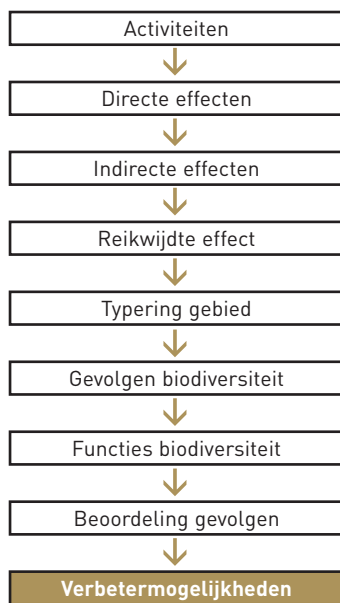 Activiteiten
Directe effecten
Indirecte effecten
Reikwijdte effect
Typering gebied
Gevolgen biodiversiteit
Functies biodiversiteit
Beoordeling gevolgen
Verbetermogelijkheden